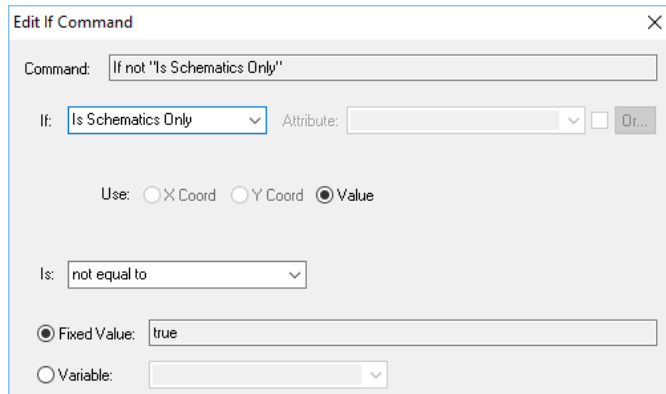 Edit If Command
Command: If not "Is Schematics Only"
If: Is Schematics Only Attribute: Or...
Use: X Coord Y Coord Value
Is: not equal to
Fixed Value: true
Variable: